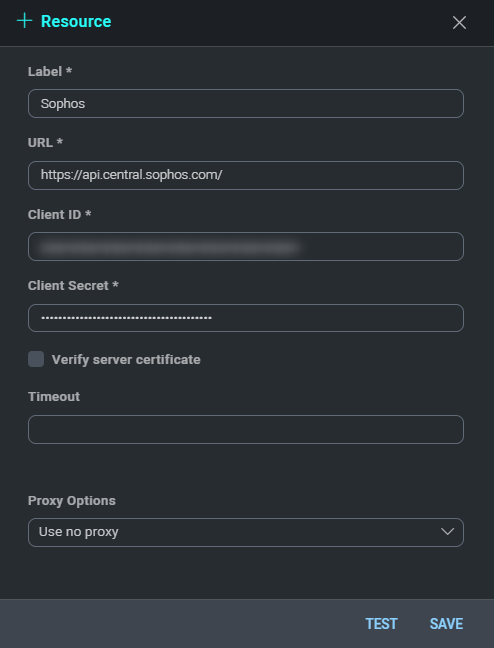 Resource
Label *
Sophos
URL *
https://api.central.sophos.com/
Client ID *
Client Secret *
Verify server certificate
Timeout
Proxy Options
Use no proxy
TEST SAVE